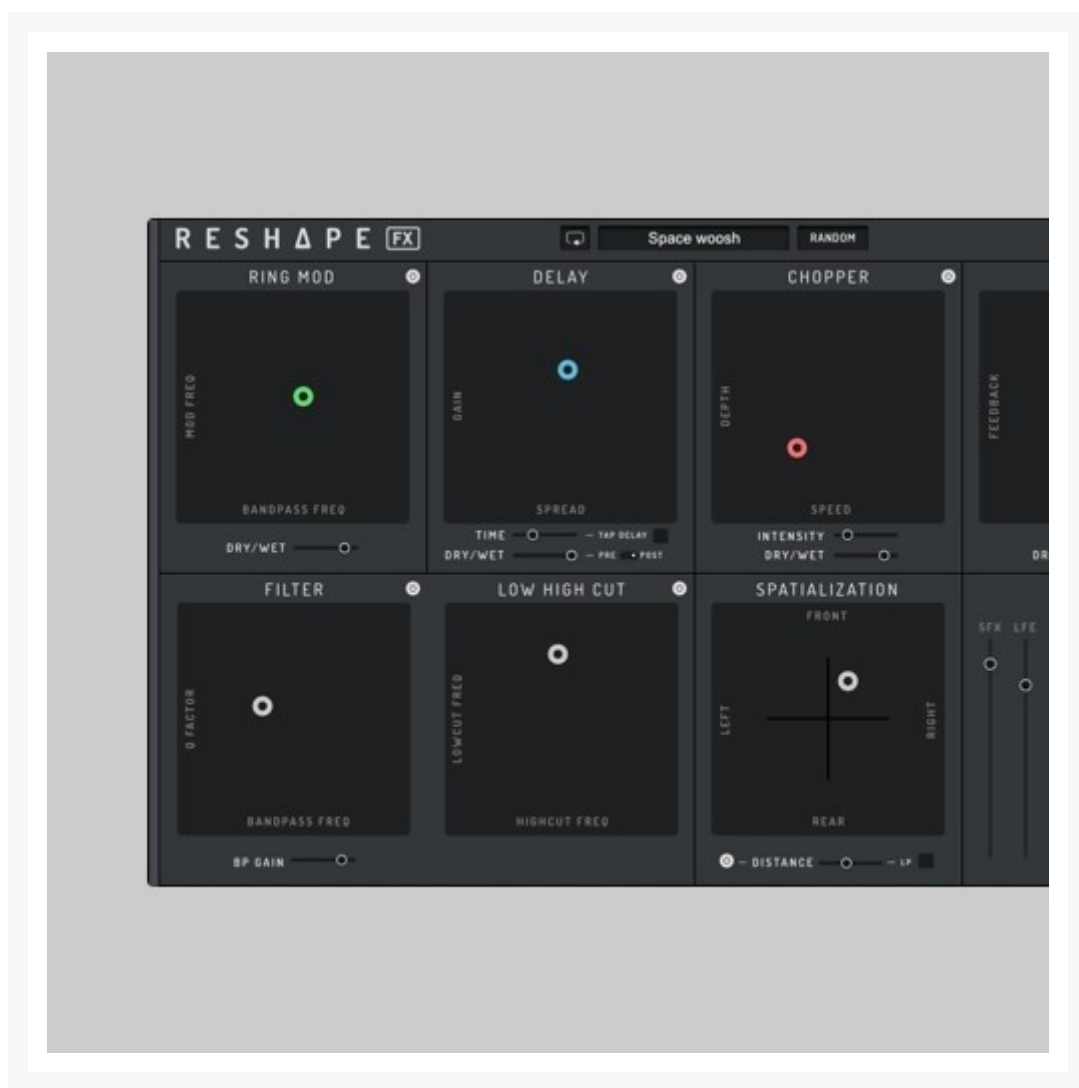 RESHAPE FX
Space woosh
RANDOM
RING MOD
MOD FREQ
BANDPASS FREQ
DRY/WET
DELAY
GAIN
SPREAD
TIME
TAP DELAY
DRY/WET
PRE
POST
CHOPPER
DEPTH
SPEED
INTENSITY
DRY/WET
FEEDBACK
DR
FILTER
Q FACTOR
BANDPASS FREQ
BP GAIN
LOW HIGH CUT
LOWCUT FREQ
HIGHCUT FREQ
SPATIALIZATION
FRONT
LEFT
RIGHT
REAR
DISTANCE
LP
SFX LFE